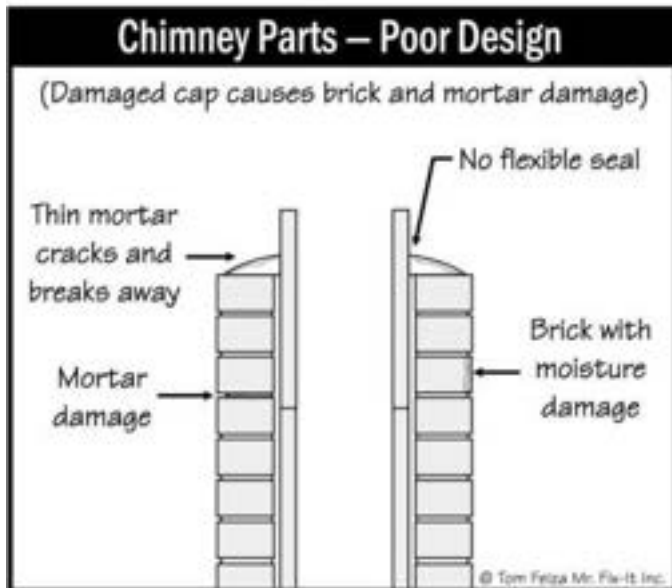 Chimney Parts – Poor Design
(Damaged cap causes brick and mortar damage)
No flexible seal
Thin mortar
cracks and
breaks away
Brick with
moisture
damage
Mortar
damage
© Tom Feiza Mr. Fix-It Inc.